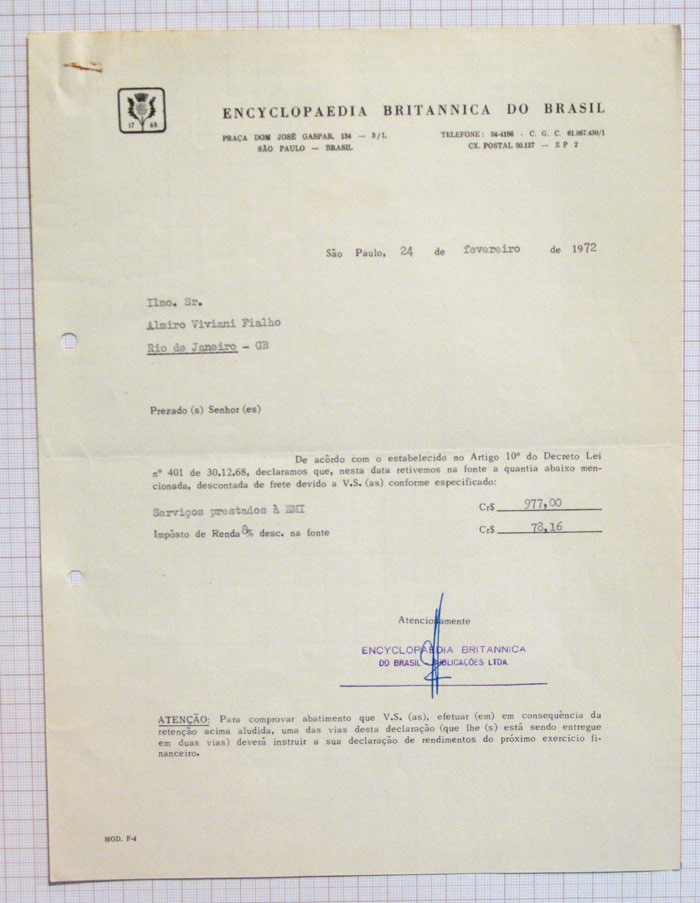 17 68
ENCYCLOPAEDIA BRITANNICA DO BRASIL
PRAÇA DOM JOSÉ GASPAR, 134 — 3/L
SÃO PAULO — BRASIL
TELEFONE: 34-4186 - C. G. C. 61.067.450/1
CX. POSTAL 30.127 — Z P 2
São Paulo, 24 de fevereiro de 1972
Ilmo. Sr.
Almiro Viviani Fialho
Rio de Janeiro - GB
Prezado (s) Senhor (es)
De acôrdo com o estabelecido no Artigo 10º do Decreto Lei
nº 401 de 30.12.68, declaramos que, nesta data retivemos na fonte a quantia abaixo men-
cionada, descontada de frete devido a V.S. (as) conforme especificado:
Serviços prestados à EMI Cr$ 977,00
Impôsto de Renda 8% desc. na fonte Cr$ 78,16
Atenciosamente
ENCYCLOPAEDIA BRITANNICA
DO BRASIL PUBLICAÇÕES LTDA.
ATENÇÃO: Para comprovar abatimento que V.S. (as), efetuar (em) em consequência da
retenção acima aludida, uma das vias desta declaração (que lhe (s) está sendo entregue
em duas vias) deverá instruir a sua declaração de rendimentos do próximo exercício fi-
nanceiro.
MOD. F-4